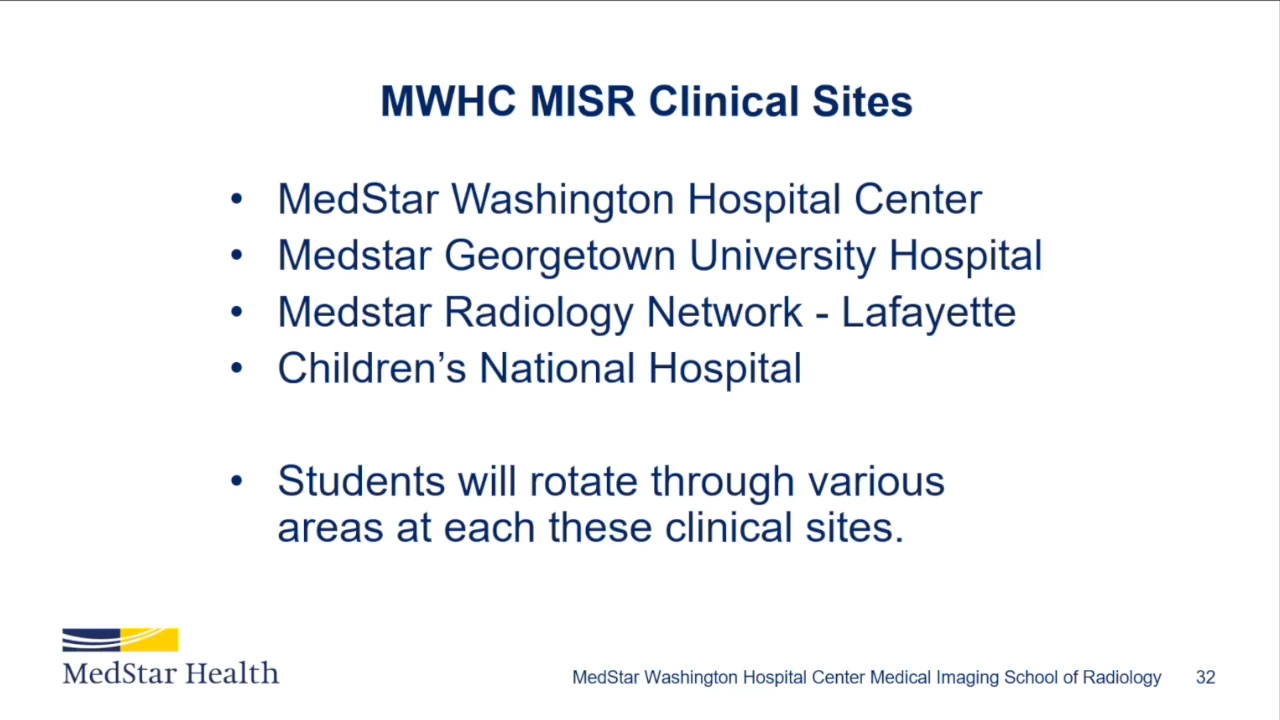 MWHC MISR Clinical Sites
• MedStar Washington Hospital Center
• Medstar Georgetown University Hospital
• Medstar Radiology Network - Lafayette
• Children’s National Hospital
• Students will rotate through various
areas at each these clinical sites.
MedStar Health
MedStar Washington Hospital Center Medical Imaging School of Radiology 32